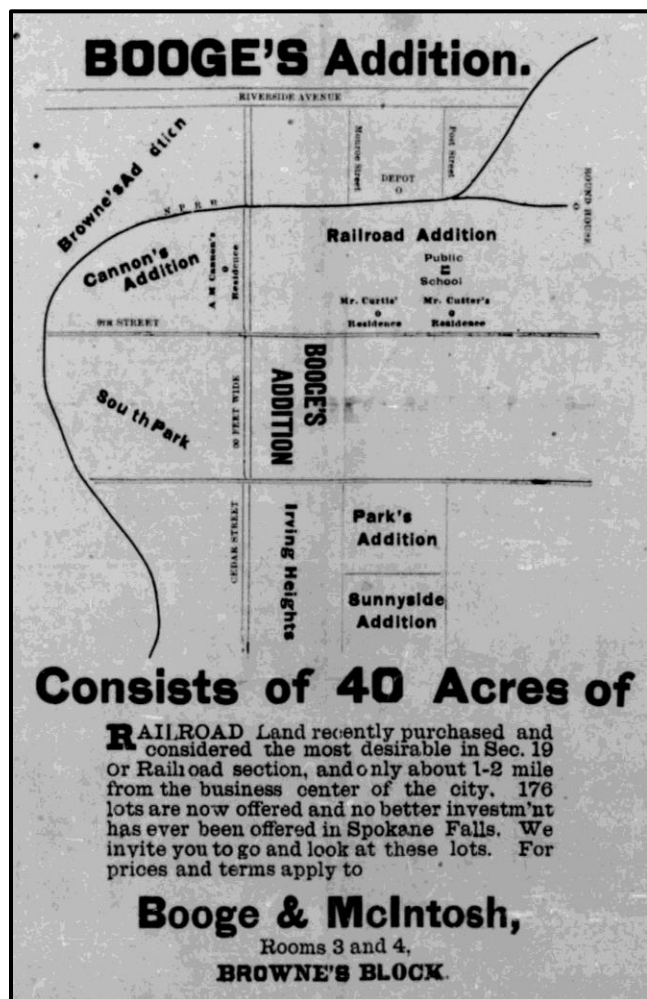 BOOGE'S Addition.
RIVERSIDE AVENUE
Browne's Ad dition
N. P. R R
Monroe Street
Post Street
DEPOT
ROUND HOUSE
Cannon's
Addition
A M Cannon's
Residence
Railroad Addition
Public
School
Mr. Curtis'
Residence
Mr. Cutter's
Residence
9TH STREET
South Park
FEET WIDE
BOOGE'S
ADDITION
CEDAR STREET
Irving Heights
Park's
Addition
Sunnyside
Addition
Consists of 40 Acres of
RAILROAD Land recently purchased and
considered the most desirable in Sec. 19
or Railroad section, and only about 1-2 mile
from the business center of the city. 176
lots are now offered and no better investm'nt
has ever been offered in Spokane Falls. We
invite you to go and look at these lots. For
prices and terms apply to
Booge & McIntosh,
Rooms 3 and 4,
BROWNE'S BLOCK.